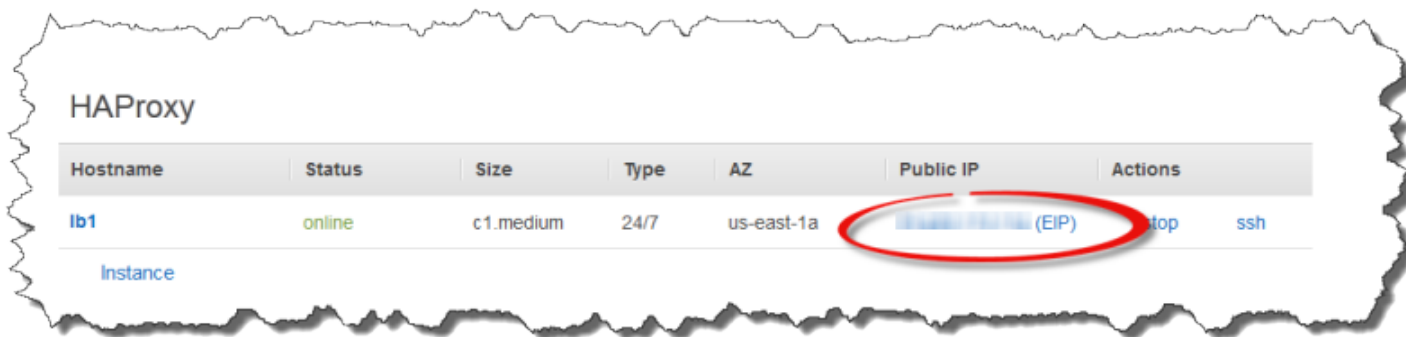 HAProxy
Hostname Status Size Type AZ Public IP Actions
lb1 online c1.medium 24/7 us-east-1a (EIP) stop ssh
Instance